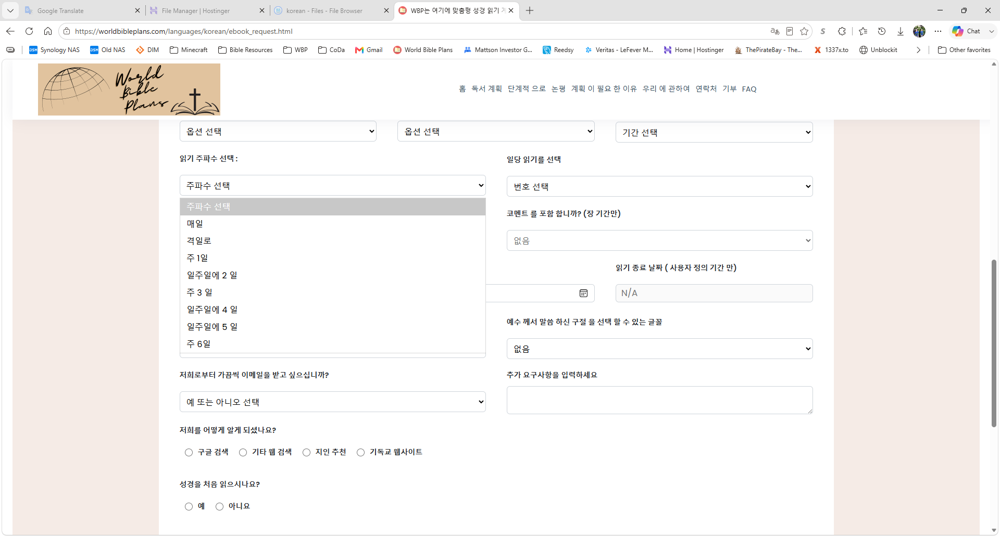 Google Translate
File Manager | Hostinger
korean - Files - File Browser
WBP는 여기에 맞춤형 성경 읽기
https://worldbibleplans.com/languages/korean/ebook_request.html
Chat
DSM Synology NAS
DSM Old NAS
DIM
Minecraft
Bible Resources
WBP
CoDa
Gmail
World Bible Plans
Mattson Investor G...
Reedsy
Veritas - LeFever M...
Home | Hostinger
ThePirateBay - The...
1337x.to
Unblockit
Other favorites
World
Bible
Plans
홈 독서 계획 단계적 으로 논평 계획 이 필요 한 이유 우리 에 관하여 연락처 기부 FAQ
옵션 선택
옵션 선택
기간 선택
읽기 주파수 선택 :
일당 읽기를 선택
주파수 선택
번호 선택
주파수 선택
매일
격일로
주 1일
일주일에 2 일
주 3 일
일주일에 4 일
일주일에 5 일
주 6일
코멘트 를 포함 합니까? (장 기간만)
없음
읽기 종료 날짜 ( 사용자 정의 기간 만)
N/A
예수 께서 말씀 하신 구절 을 선택 할 수 있는 글꼴
없음
저희로부터 가끔씩 이메일을 받고 싶으십니까?
추가 요구사항을 입력하세요
예 또는 아니오 선택
저희를 어떻게 알게 되셨나요?
구글 검색
기타 웹 검색
지인 추천
기독교 웹사이트
성경을 처음 읽으시나요?
예
아니요